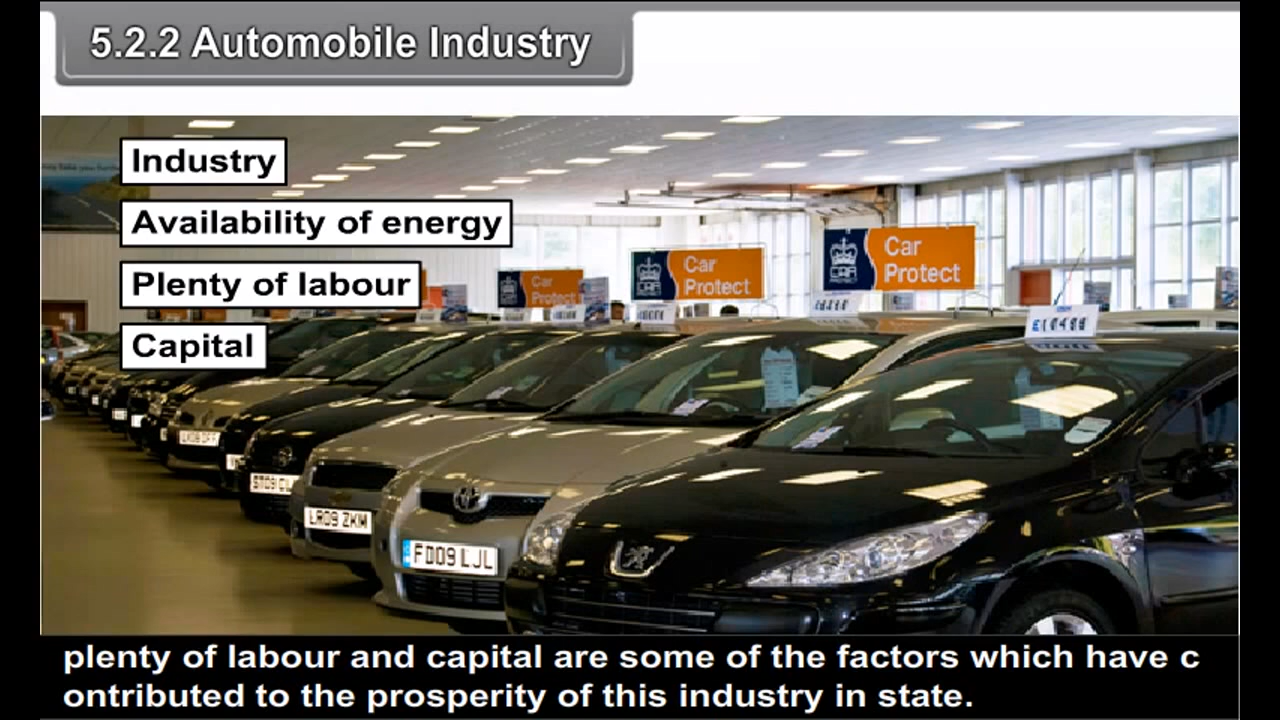 5.2.2 Automobile Industry
Industry
Availability of energy
Plenty of labour
Capital
Car
Protect
Car
Protect
Car
Protect
LR09 ZKM
FD09 LJL
plenty of labour and capital are some of the factors which have c
ontributed to the prosperity of this industry in state.